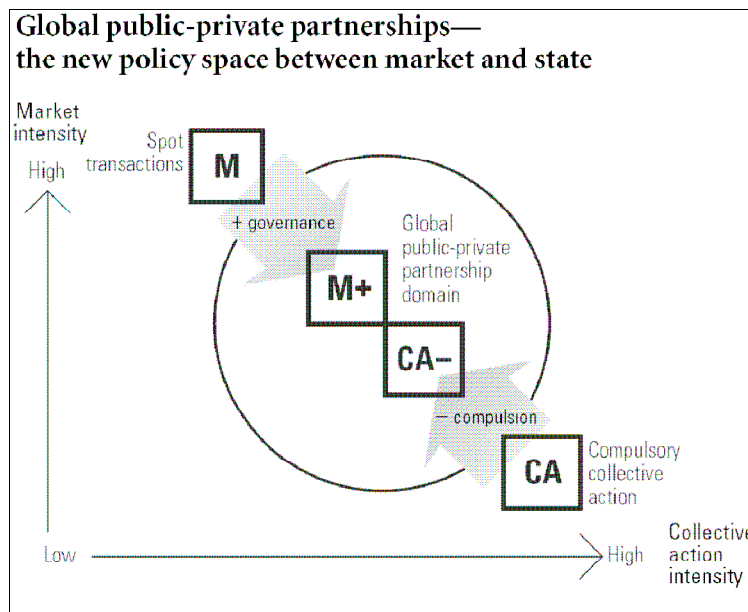 Global public-private partnerships—
the new policy space between market and state
Market
intensity
High
Spot
transactions
M
+ governance
Global
public-private
partnership
domain
M+
CA–
– compulsion
CA
Compulsory
collective
action
Low
High
Collective
action
intensity